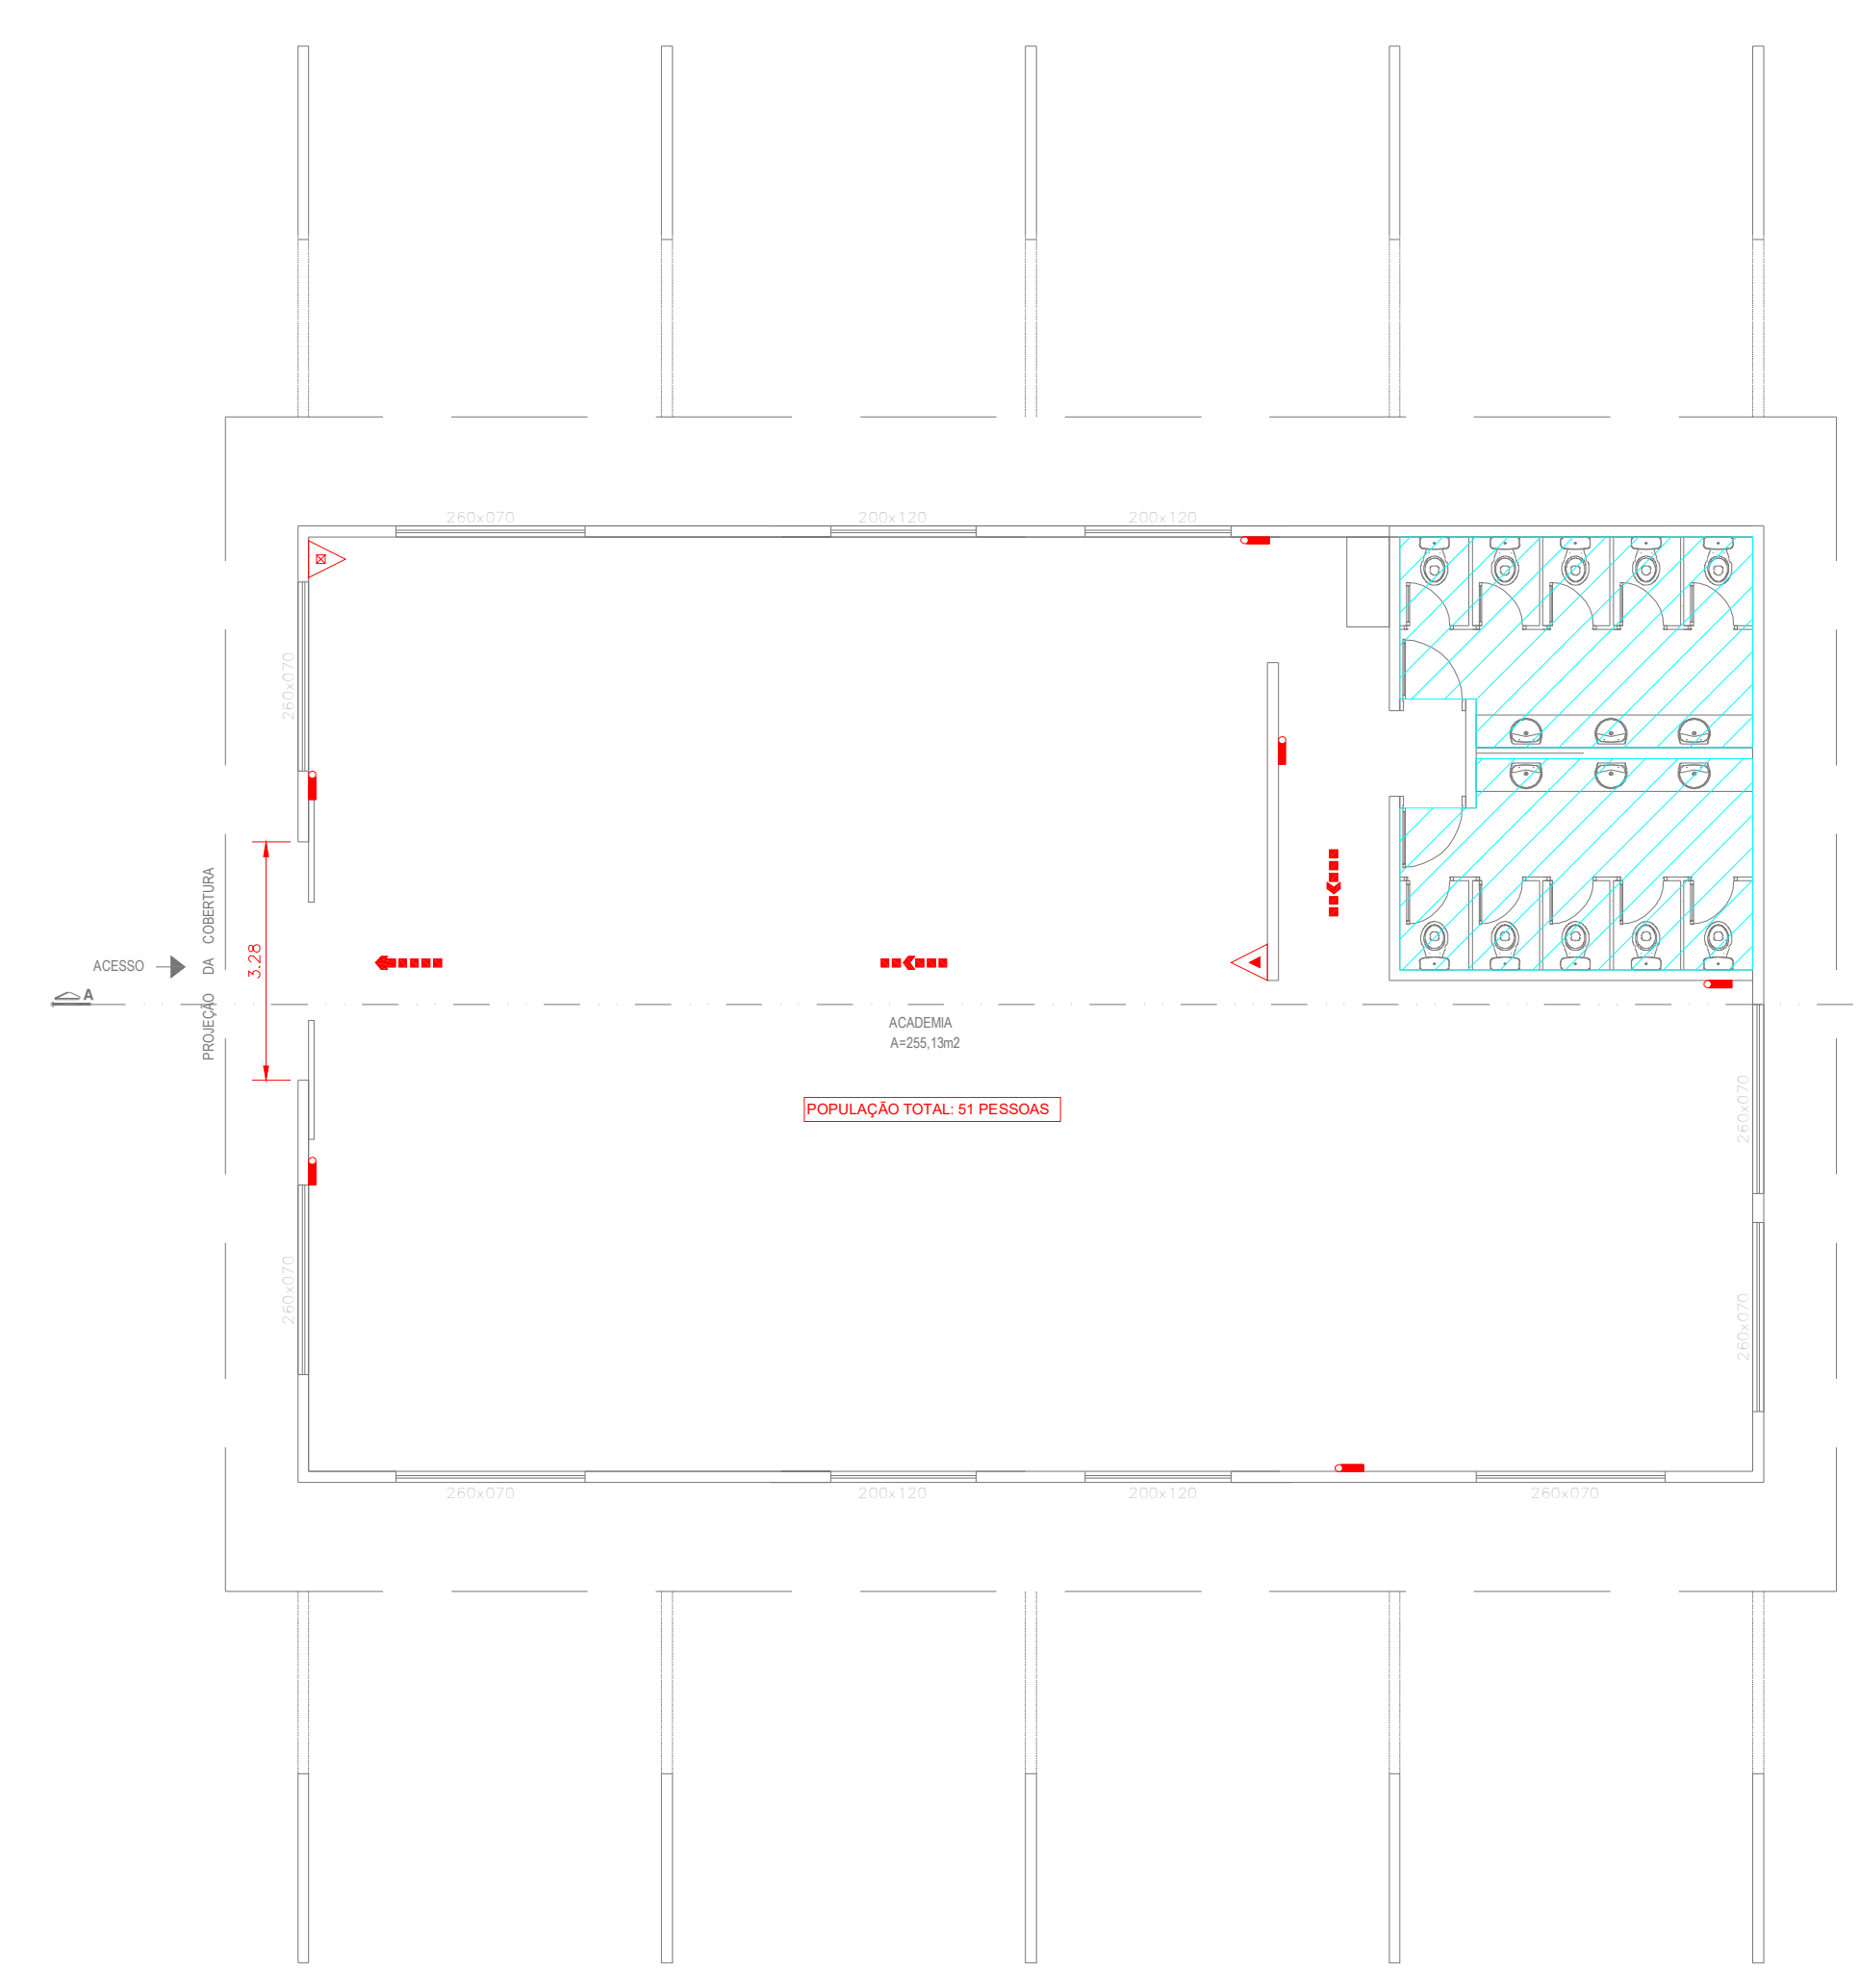 260x070
200x120
200x120
260x070
PROJEÇÃO DA COBERTURA
3.28
ACESSO
A
ACADEMIA
A=255,13m2
POPULAÇÃO TOTAL: 51 PESSOAS
260x070
260x070
260x070
260x070
200x120
200x120
260x070